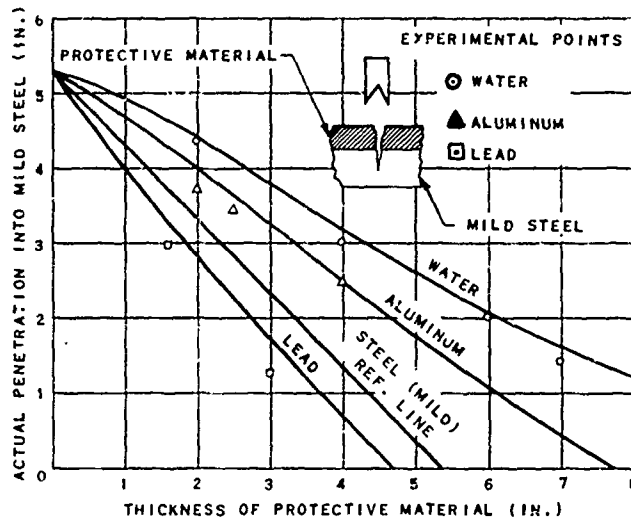 ACTUAL PENETRATION INTO MILD STEEL (IN.)
6
5
4
3
2
1
0
PROTECTIVE MATERIAL
EXPERIMENTAL POINTS
WATER
ALUMINUM
LEAD
MILD STEEL
WATER
ALUMINUM
STEEL (MILD)
REF. LINE
LEAD
1 2 3 4 5 6 7 8
THICKNESS OF PROTECTIVE MATERIAL (IN.)